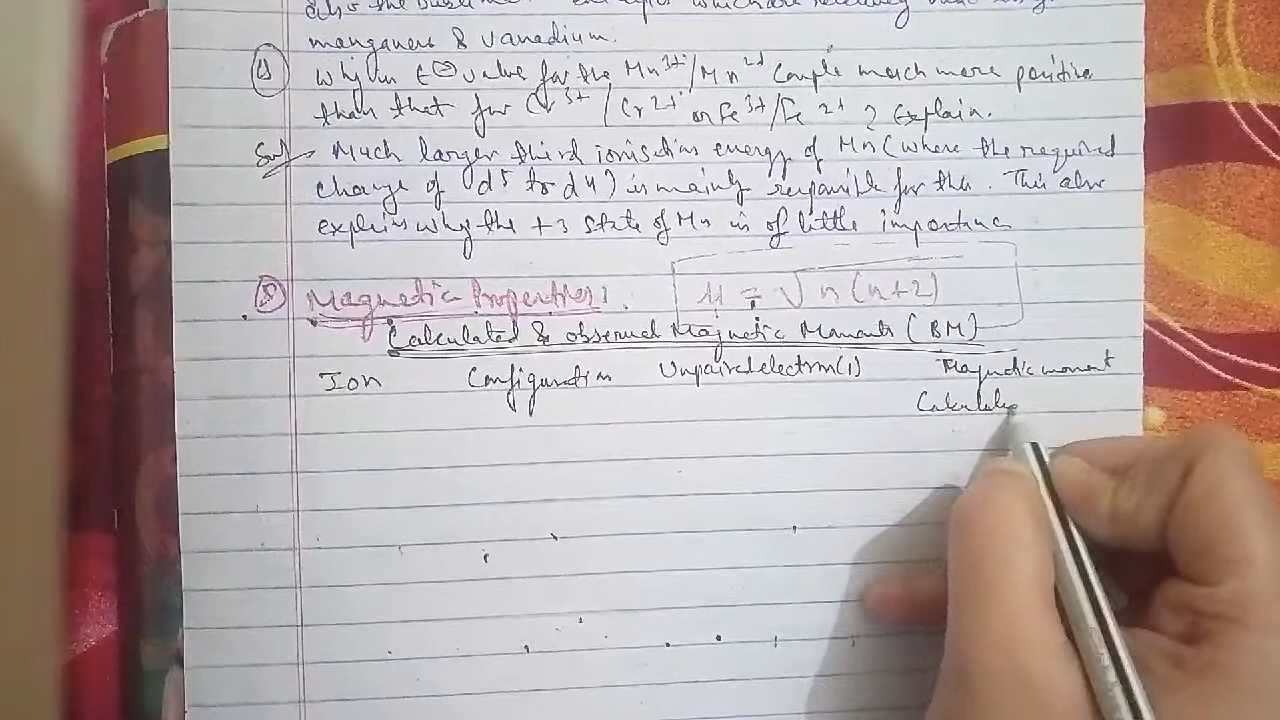 also the
manganese & vanadium.
Why is E⊖ value for the Mn³⁺/Mn²⁺ couple much more positive
than that for Cr³⁺/Cr²⁺ or Fe³⁺/Fe²⁺ ? Explain.
Sol → Much larger third ionisation energy of Mn (where the required
change of (d5 to d4) is mainly responsible for this. This also
explains why the +3 state of Mn is of little importance
⑧ Magnetic Properties:
μ = √n(n+2)
Calculated & observed Magnetic Moments (BM)
Ion Configuration Unpaired electron(s) Magnetic moment